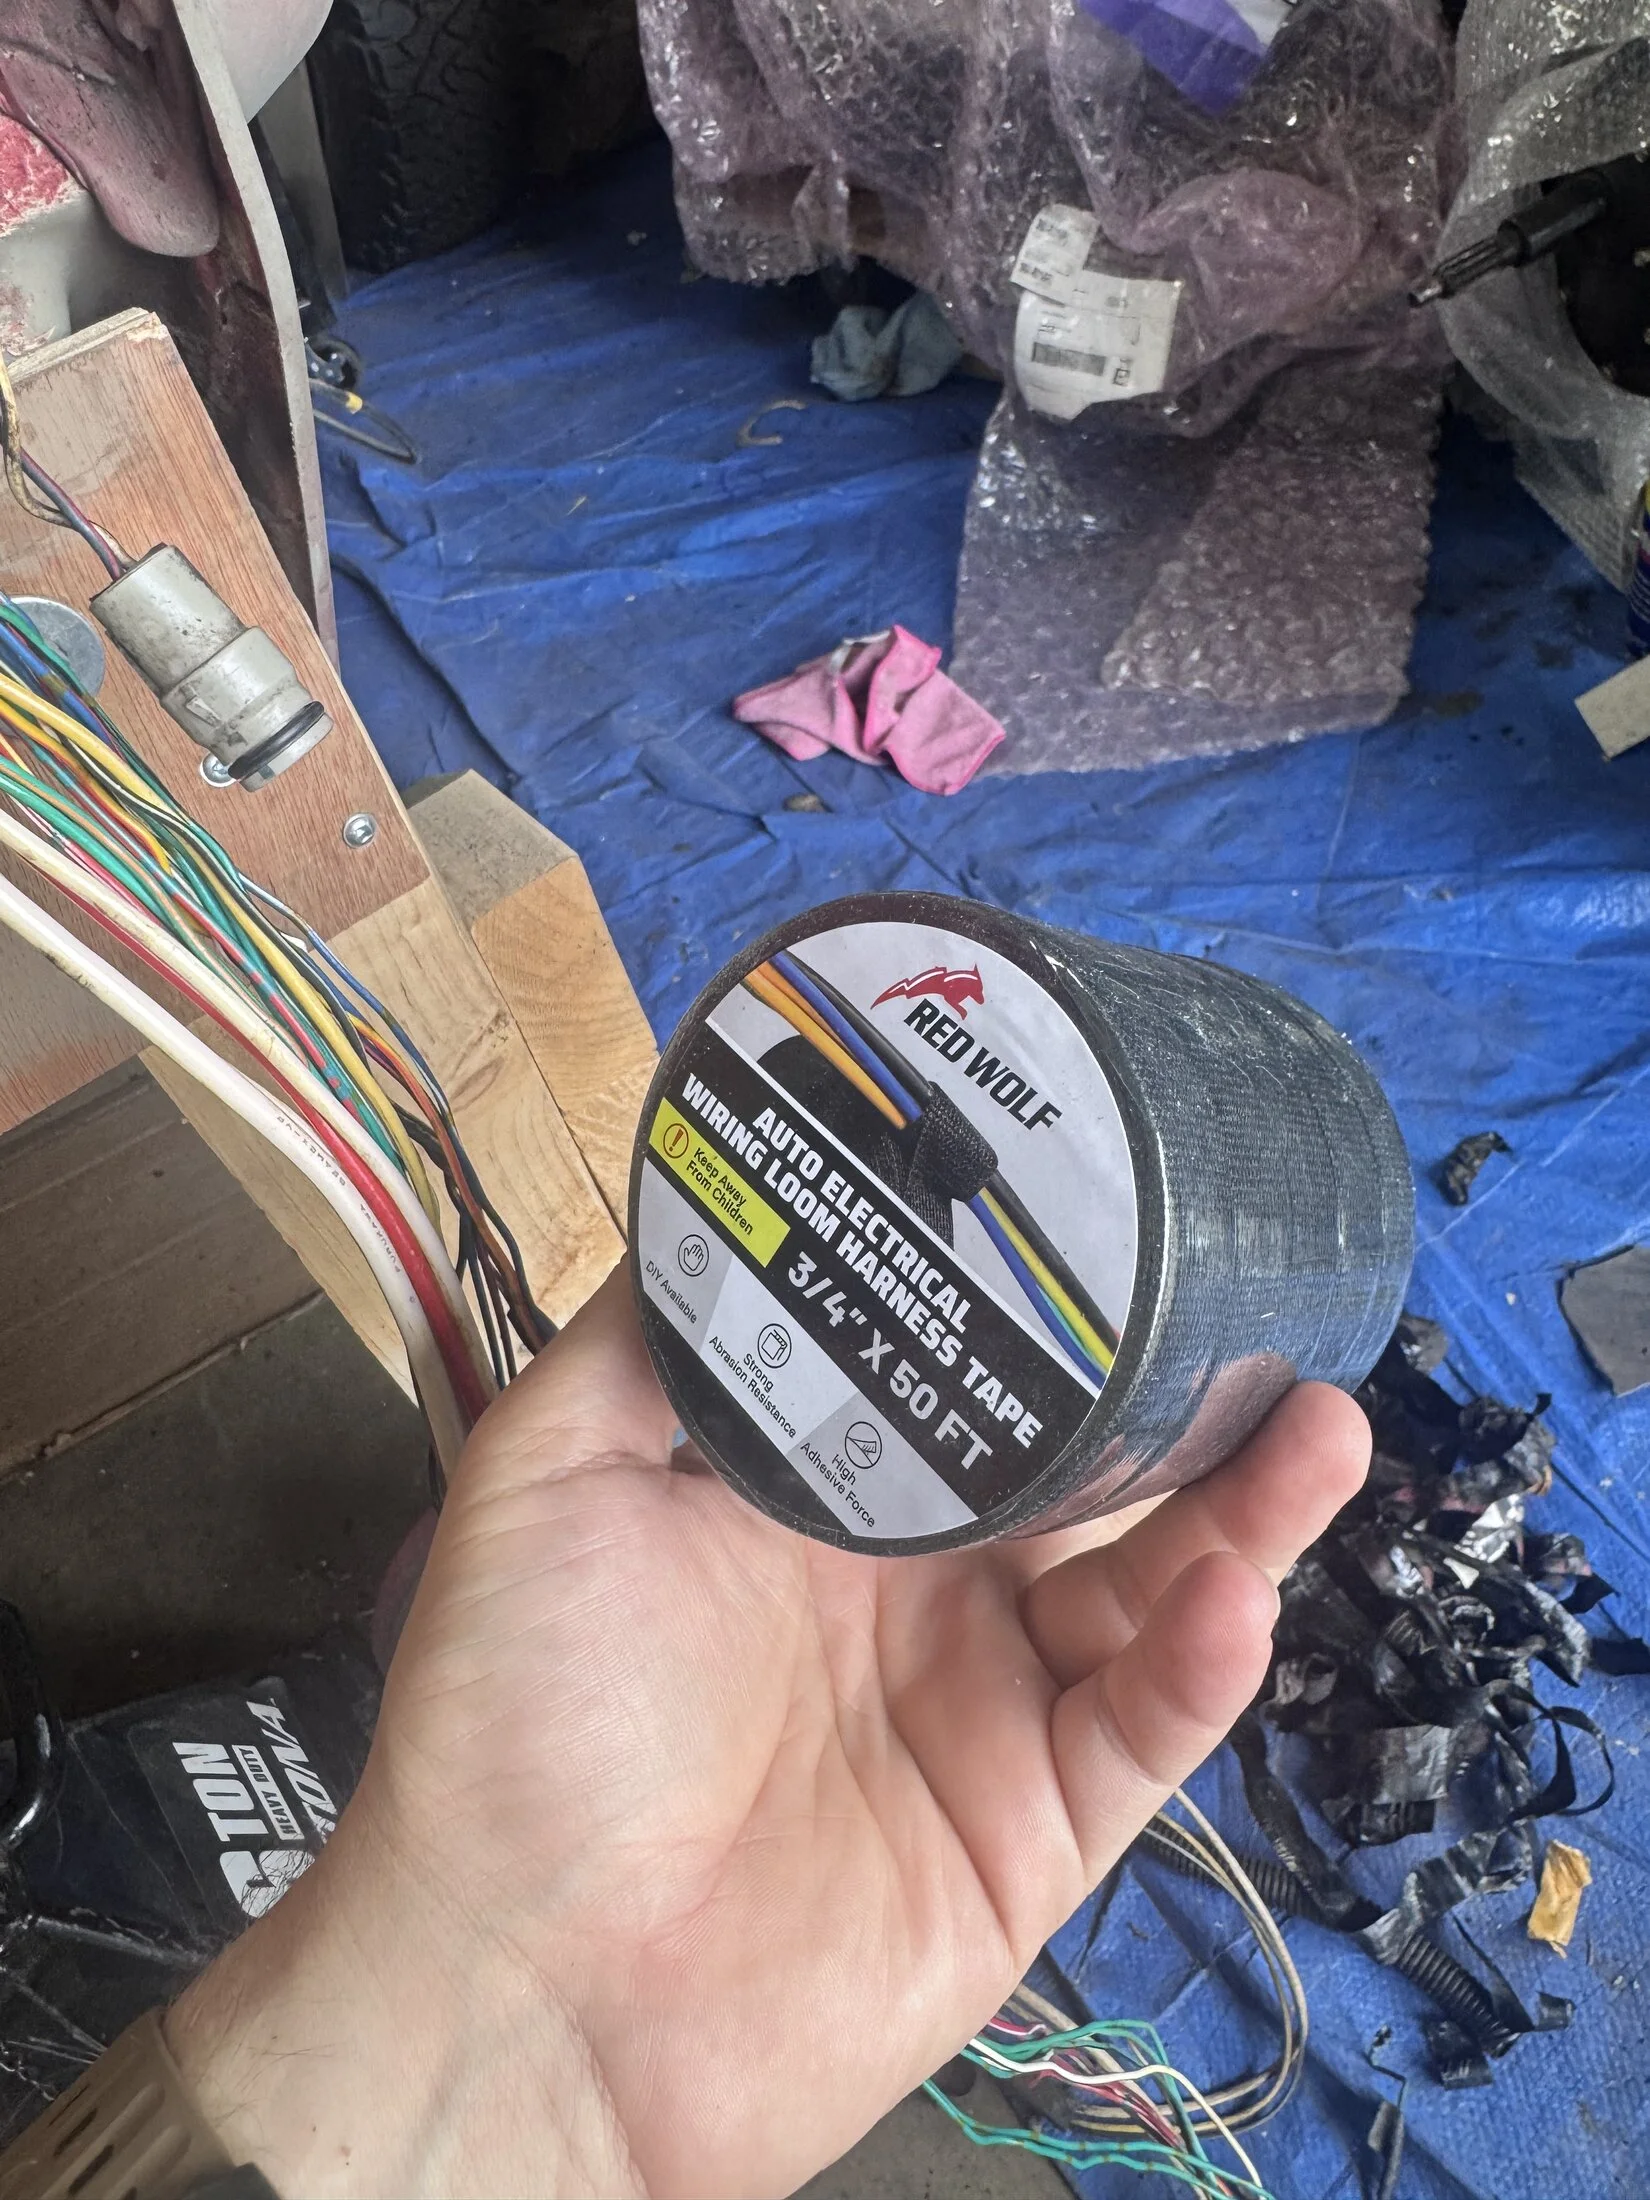 RED WOLF
AUTO ELECTRICAL
WIRING LOOM HARNESS TAPE
Keep Away
From Children
3/4" X 50 FT
DIY Available
Strong
Abrasion Resistance
High
Adhesive Force
TON
HEAVY DUTY